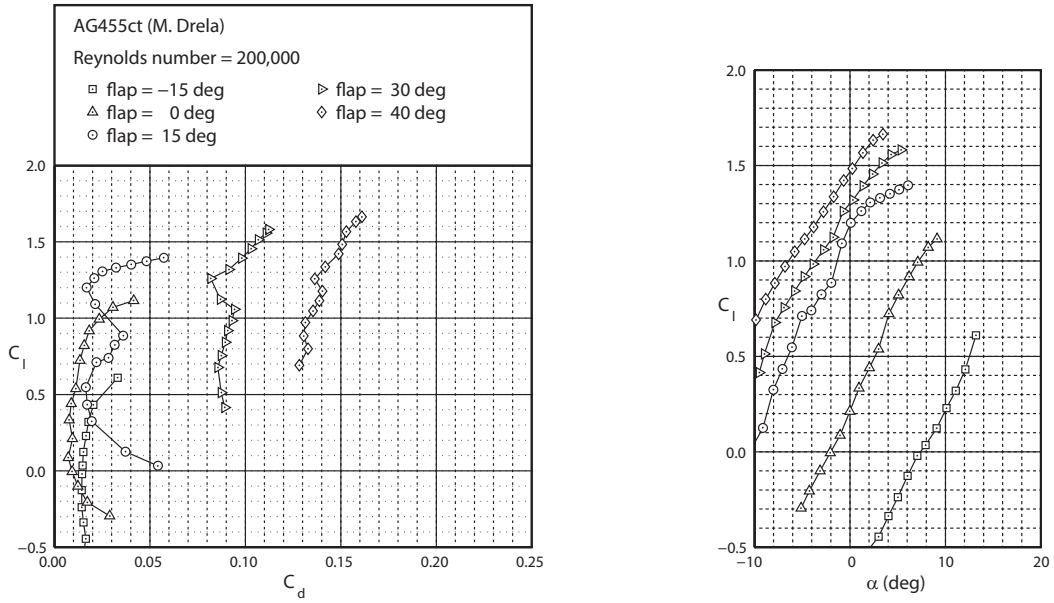 AG455ct (M. Drela)
Reynolds number = 200,000
flap = −15 deg
flap = 0 deg
flap = 15 deg
flap = 30 deg
flap = 40 deg
2.0
1.5
1.0
C l
0.5
0.0
−0.5
0.00 0.05 0.10 0.15 0.20 0.25
C d
2.0
1.5
1.0
C l
0.5
0.0
−0.5
−10 0 10 20
α (deg)